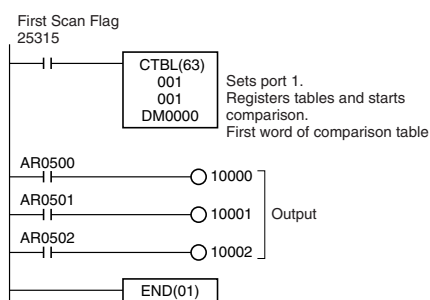 First Scan Flag
25315
CTBL(63)
001
001
DM0000
Sets port 1.
Registers tables and starts
comparison.
First word of comparison table
AR0500
10000
AR0501
10001
Output
AR0502
10002
END(01)